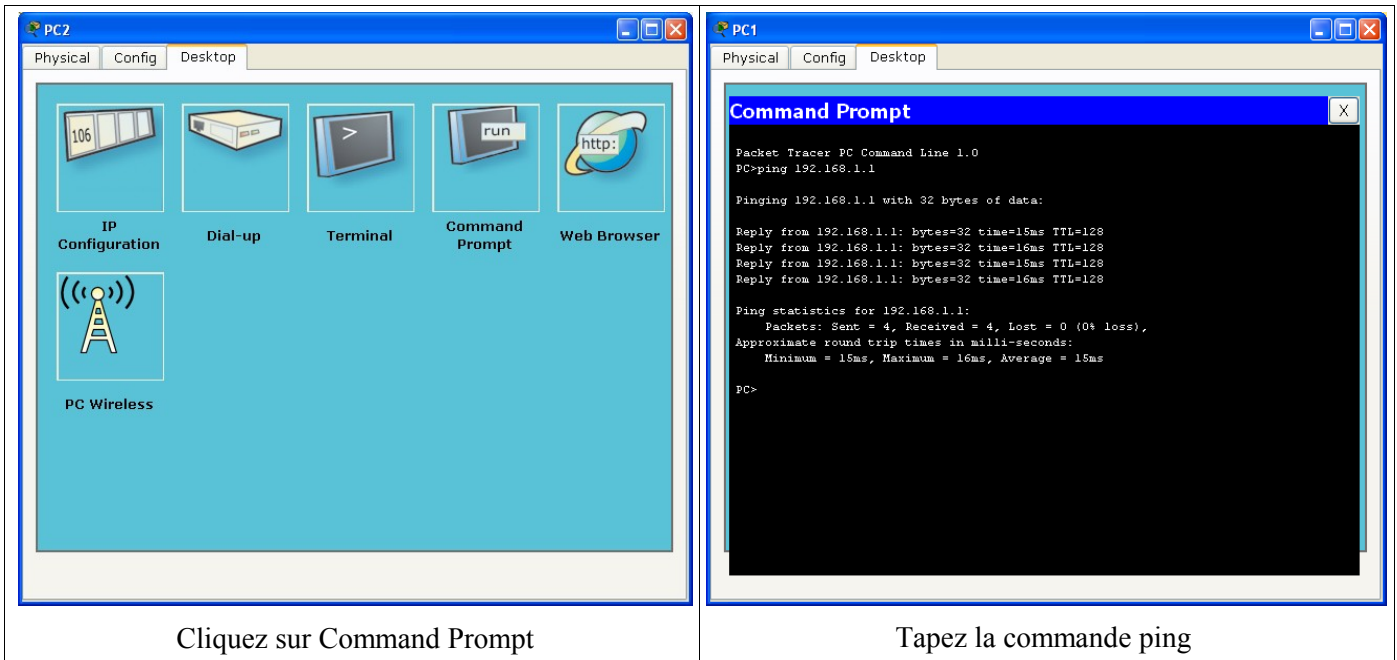 PC2
Physical Config Desktop
106
>
run
http:
IP
Configuration
Dial-up
Terminal
Command
Prompt
Web Browser
PC Wireless
Cliquez sur Command Prompt
PC1
Physical Config Desktop
Command Prompt
X
Packet Tracer PC Command Line 1.0
PC>ping 192.168.1.1
Pinging 192.168.1.1 with 32 bytes of data:
Reply from 192.168.1.1: bytes=32 time=15ms TTL=128
Reply from 192.168.1.1: bytes=32 time=16ms TTL=128
Reply from 192.168.1.1: bytes=32 time=15ms TTL=128
Reply from 192.168.1.1: bytes=32 time=16ms TTL=128
Ping statistics for 192.168.1.1:
Packets: Sent = 4, Received = 4, Lost = 0 (0% loss),
Approximate round trip times in milli-seconds:
Minimum = 15ms, Maximum = 16ms, Average = 15ms
PC>
Tapez la commande ping